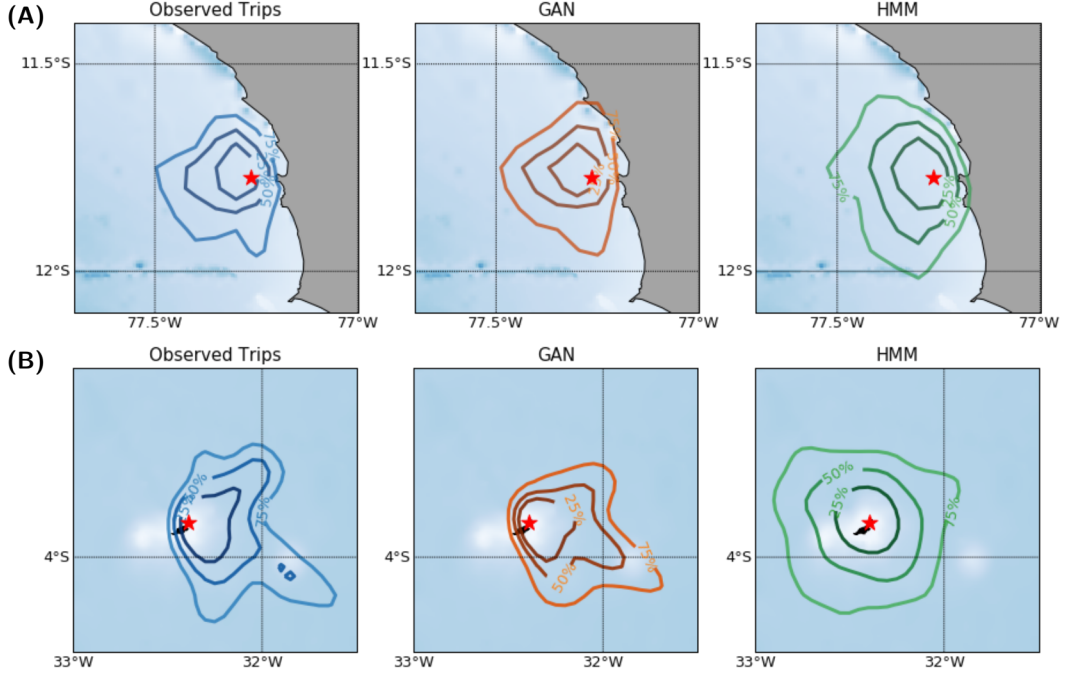 (A)
Observed Trips GAN HMM
11.5°S 11.5°S 11.5°S
50% 25% 25% 50% 75%
12°S 12°S 12°S
77.5°W 77°W 77.5°W 77°W 77.5°W 77°W
(B)
Observed Trips GAN HMM
50% 75% 25% 50% 75% 50% 25% 75%
4°S 4°S 4°S
33°W 32°W 33°W 32°W 33°W 32°W